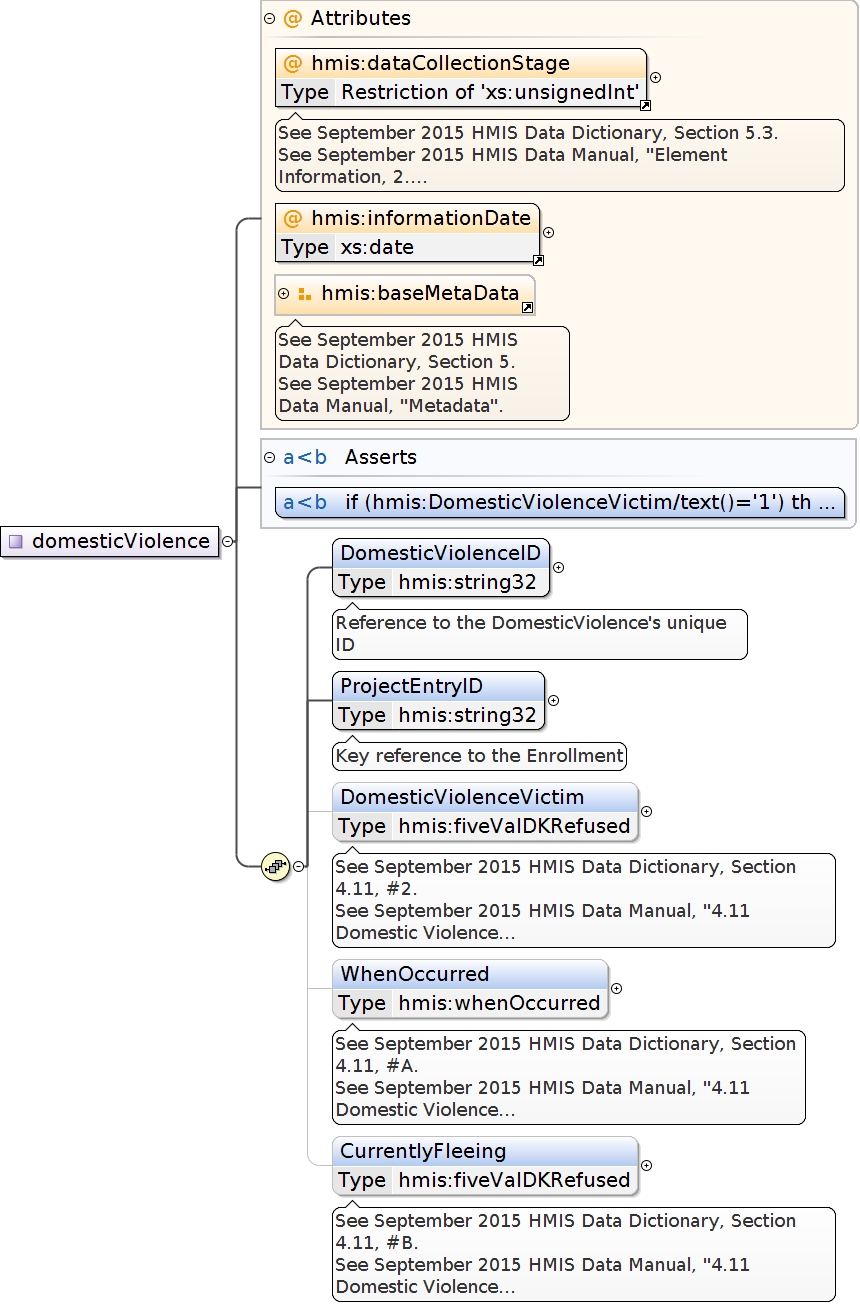 Attributes
@ hmis:dataCollectionStage
Type Restriction of 'xs:unsignedInt'
See September 2015 HMIS Data Dictionary, Section 5.3.
See September 2015 HMIS Data Manual, "Element
Information, 2....
@ hmis:informationDate
Type xs:date
hmis:baseMetaData
See September 2015 HMIS
Data Dictionary, Section 5.
See September 2015 HMIS
Data Manual, "Metadata".
a<b Asserts
a<b if (hmis:DomesticViolenceVictim/text()='1') th ...
domesticViolence
DomesticViolenceID
Type hmis:string32
Reference to the DomesticViolence's unique
ID
ProjectEntryID
Type hmis:string32
Key reference to the Enrollment
DomesticViolenceVictim
Type hmis:fiveValDKRefused
See September 2015 HMIS Data Dictionary, Section
4.11, #2.
See September 2015 HMIS Data Manual, "4.11
Domestic Violence...
WhenOccurred
Type hmis:whenOccurred
See September 2015 HMIS Data Dictionary, Section
4.11, #A.
See September 2015 HMIS Data Manual, "4.11
Domestic Violence...
CurrentlyFleeing
Type hmis:fiveValDKRefused
See September 2015 HMIS Data Dictionary, Section
4.11, #B.
See September 2015 HMIS Data Manual, "4.11
Domestic Violence...